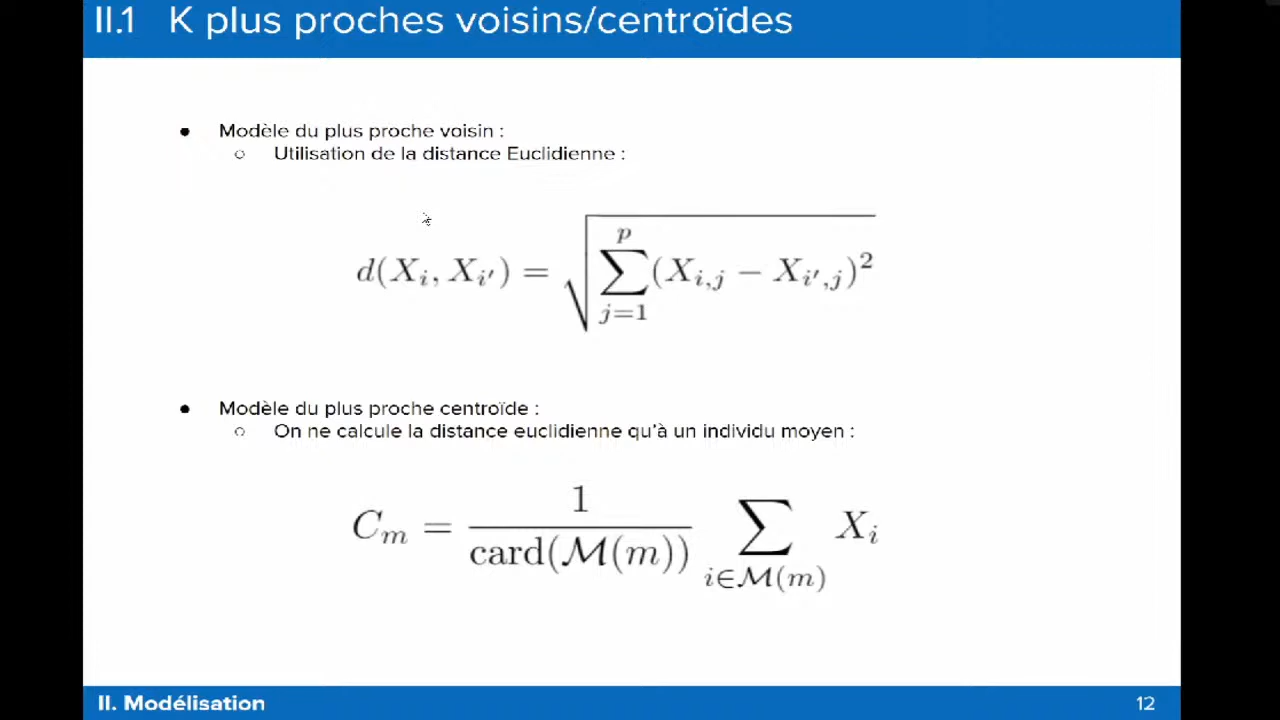 II.1 K plus proches voisins/centroïdes
● Modèle du plus proche voisin :
○ Utilisation de la distance Euclidienne :
$d(X_i, X_{i'}) = \sqrt{\sum_{j=1}^{p} (X_{i,j} - X_{i',j})^2}$
● Modèle du plus proche centroïde :
○ On ne calcule la distance euclidienne qu'à un individu moyen :
$C_m = \frac{1}{\text{card}(\mathcal{M}(m))} \sum_{i \in \mathcal{M}(m)} X_i$
II. Modélisation 12